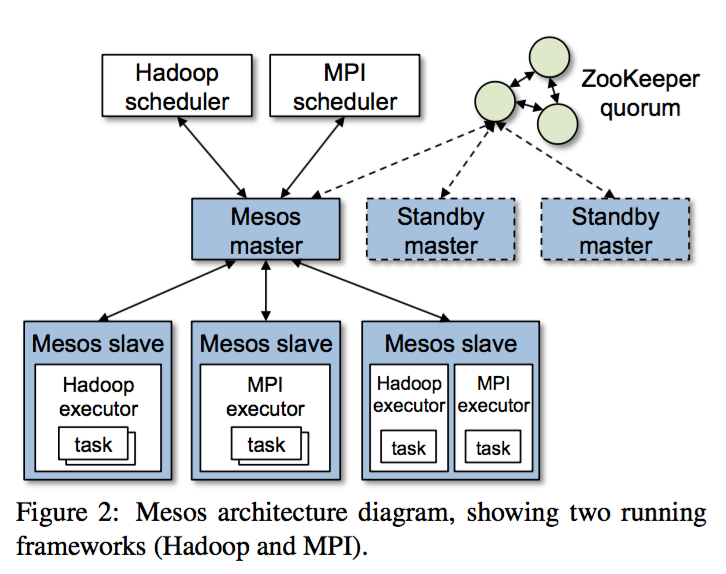 Hadoop
scheduler
MPI
scheduler
ZooKeeper
quorum
Mesos
master
Standby
master
Standby
master
Mesos slave
Hadoop
executor
task
Mesos slave
MPI
executor
task
Mesos slave
Hadoop
executor
task
MPI
executor
task
Figure 2: Mesos architecture diagram, showing two running
frameworks (Hadoop and MPI).